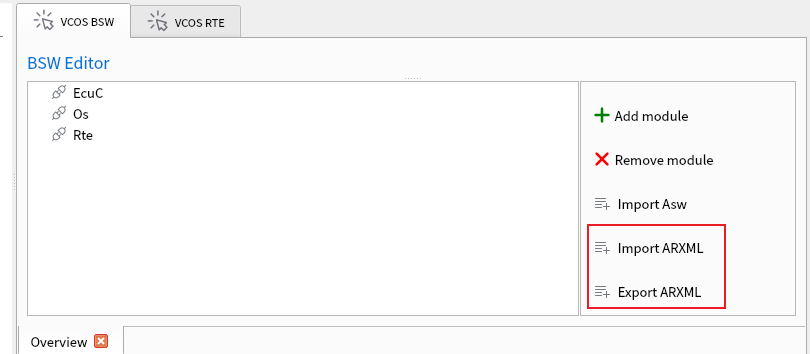 VCOS BSW
VCOS RTE
BSW Editor
EcuC
Os
Rte
Add module
Remove module
Import Asw
Import ARXML
Export ARXML
Overview